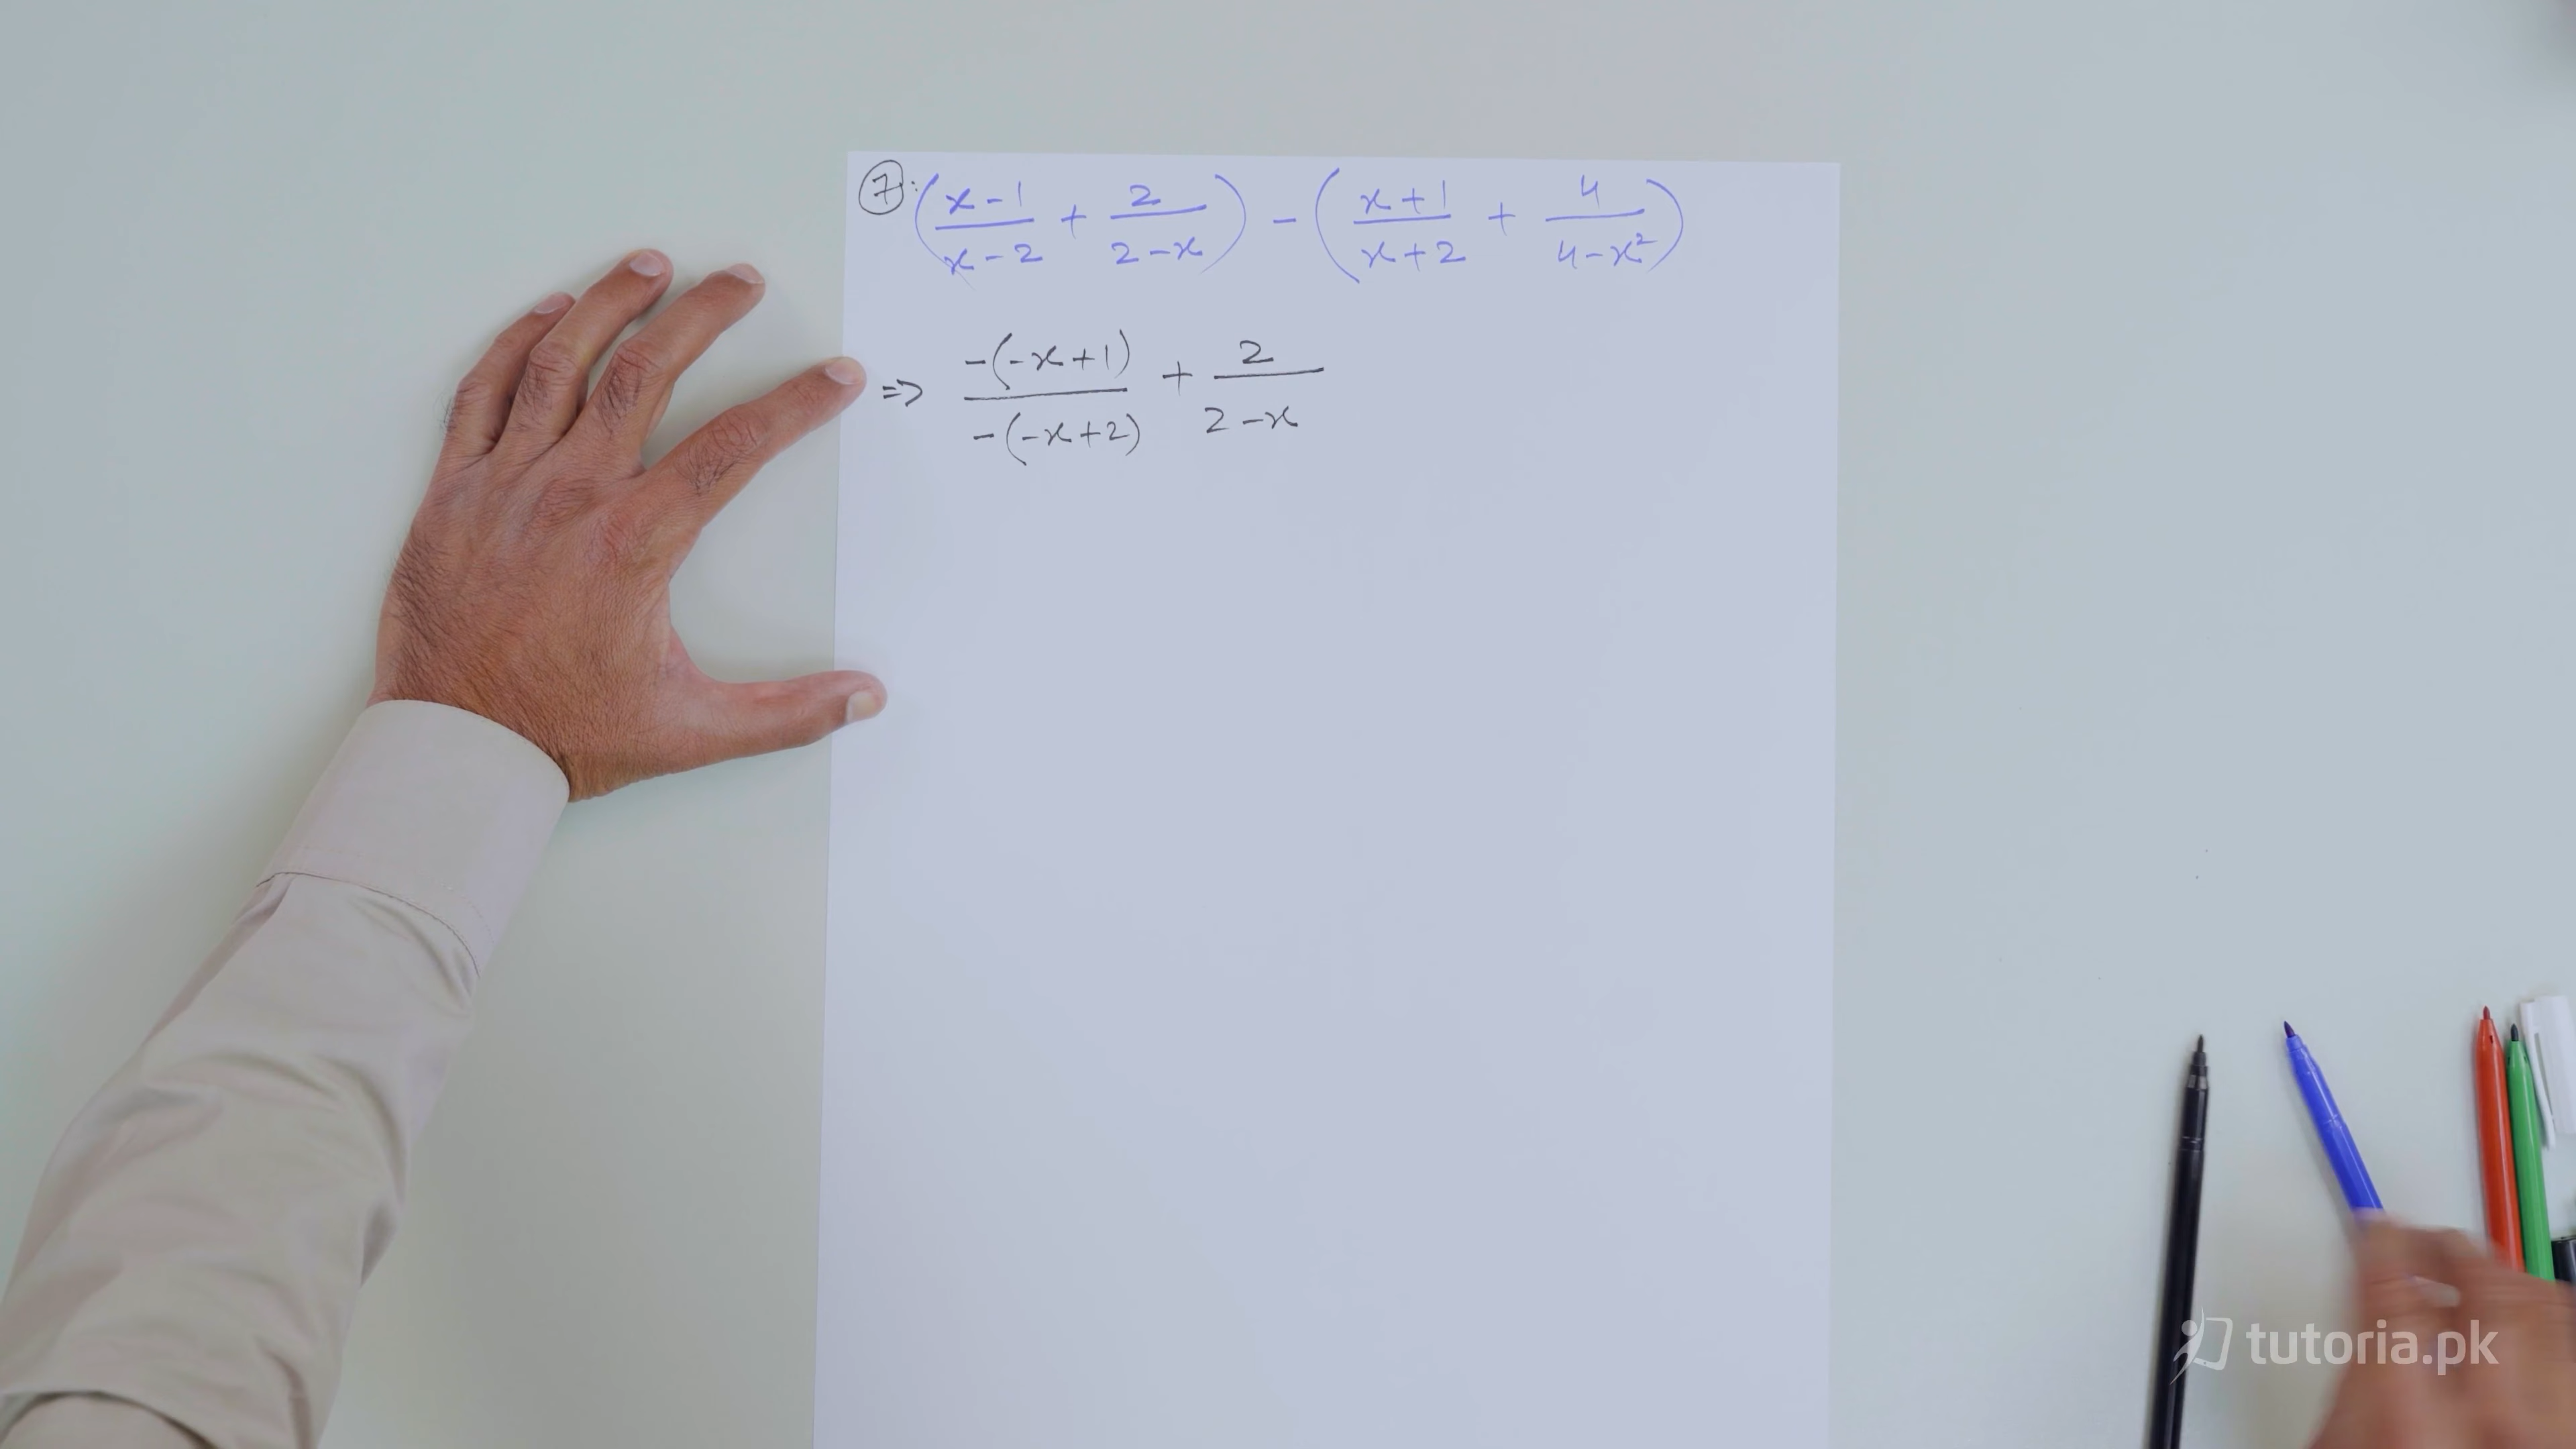 7: ( x-1 / x-2 + 2 / 2-x ) - ( x+1 / x+2 + 4 / 4-x² )
=> -(-x+1) / -(-x+2) + 2 / 2-x
tutoria.pk